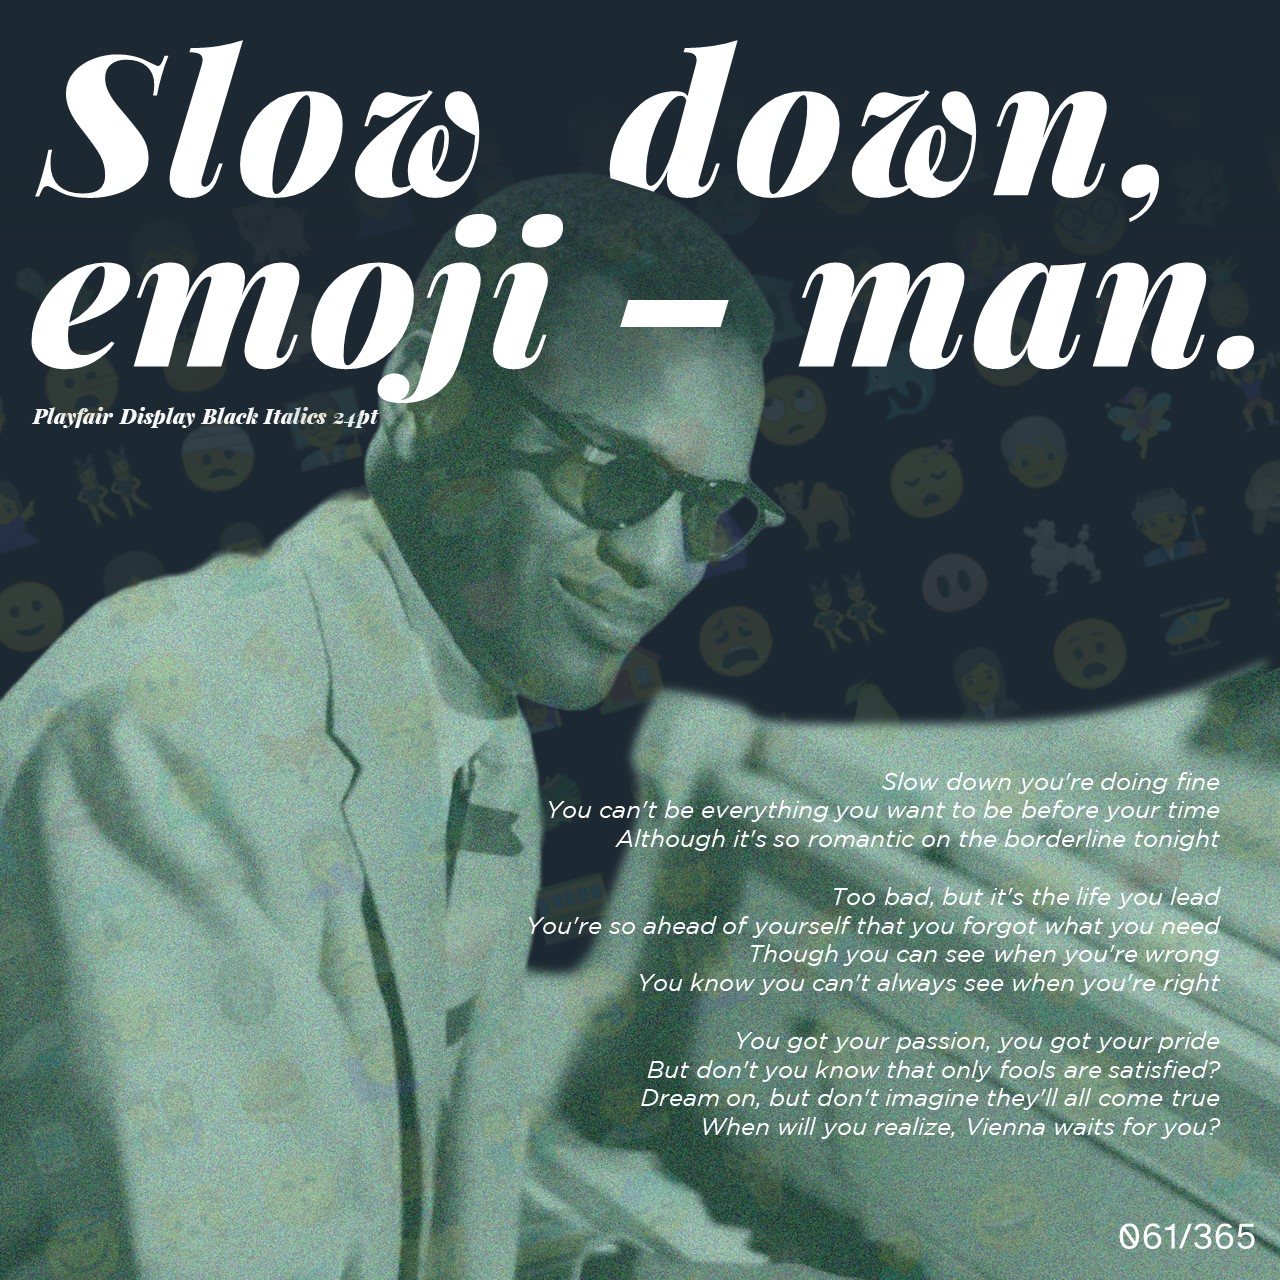 Slow down,
emoji – man.
Playfair Display Black Italics 24pt
Slow down you're doing fine
You can't be everything you want to be before your time
Although it's so romantic on the borderline tonight
Too bad, but it's the life you lead
You're so ahead of yourself that you forgot what you need
Though you can see when you're wrong
You know you can't always see when you're right
You got your passion, you got your pride
But don't you know that only fools are satisfied?
Dream on, but don't imagine they'll all come true
When will you realize, Vienna waits for you?
061/365